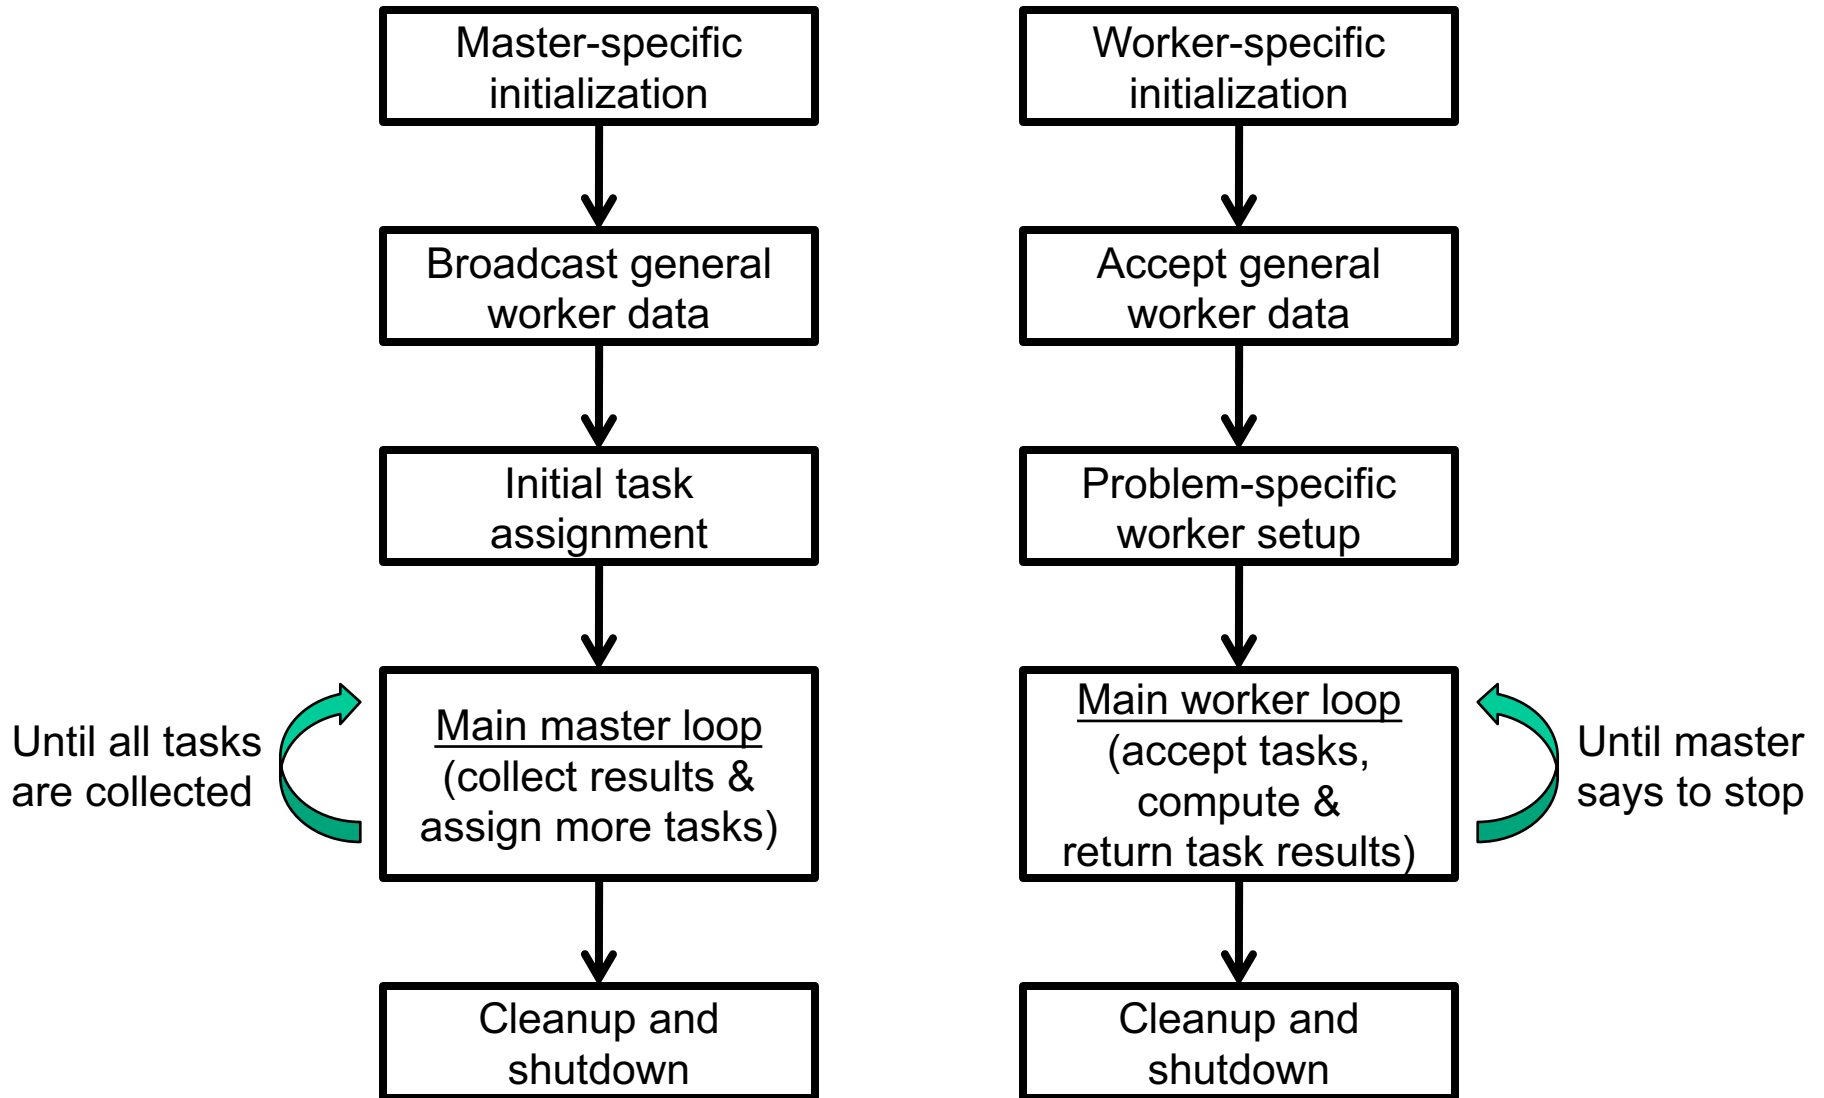 Master-specific
initialization
Broadcast general
worker data
Initial task
assignment
Until all tasks
are collected
Main master loop
(collect results &
assign more tasks)
Cleanup and
shutdown
Worker-specific
initialization
Accept general
worker data
Problem-specific
worker setup
Main worker loop
(accept tasks,
compute &
return task results)
Until master
says to stop
Cleanup and
shutdown